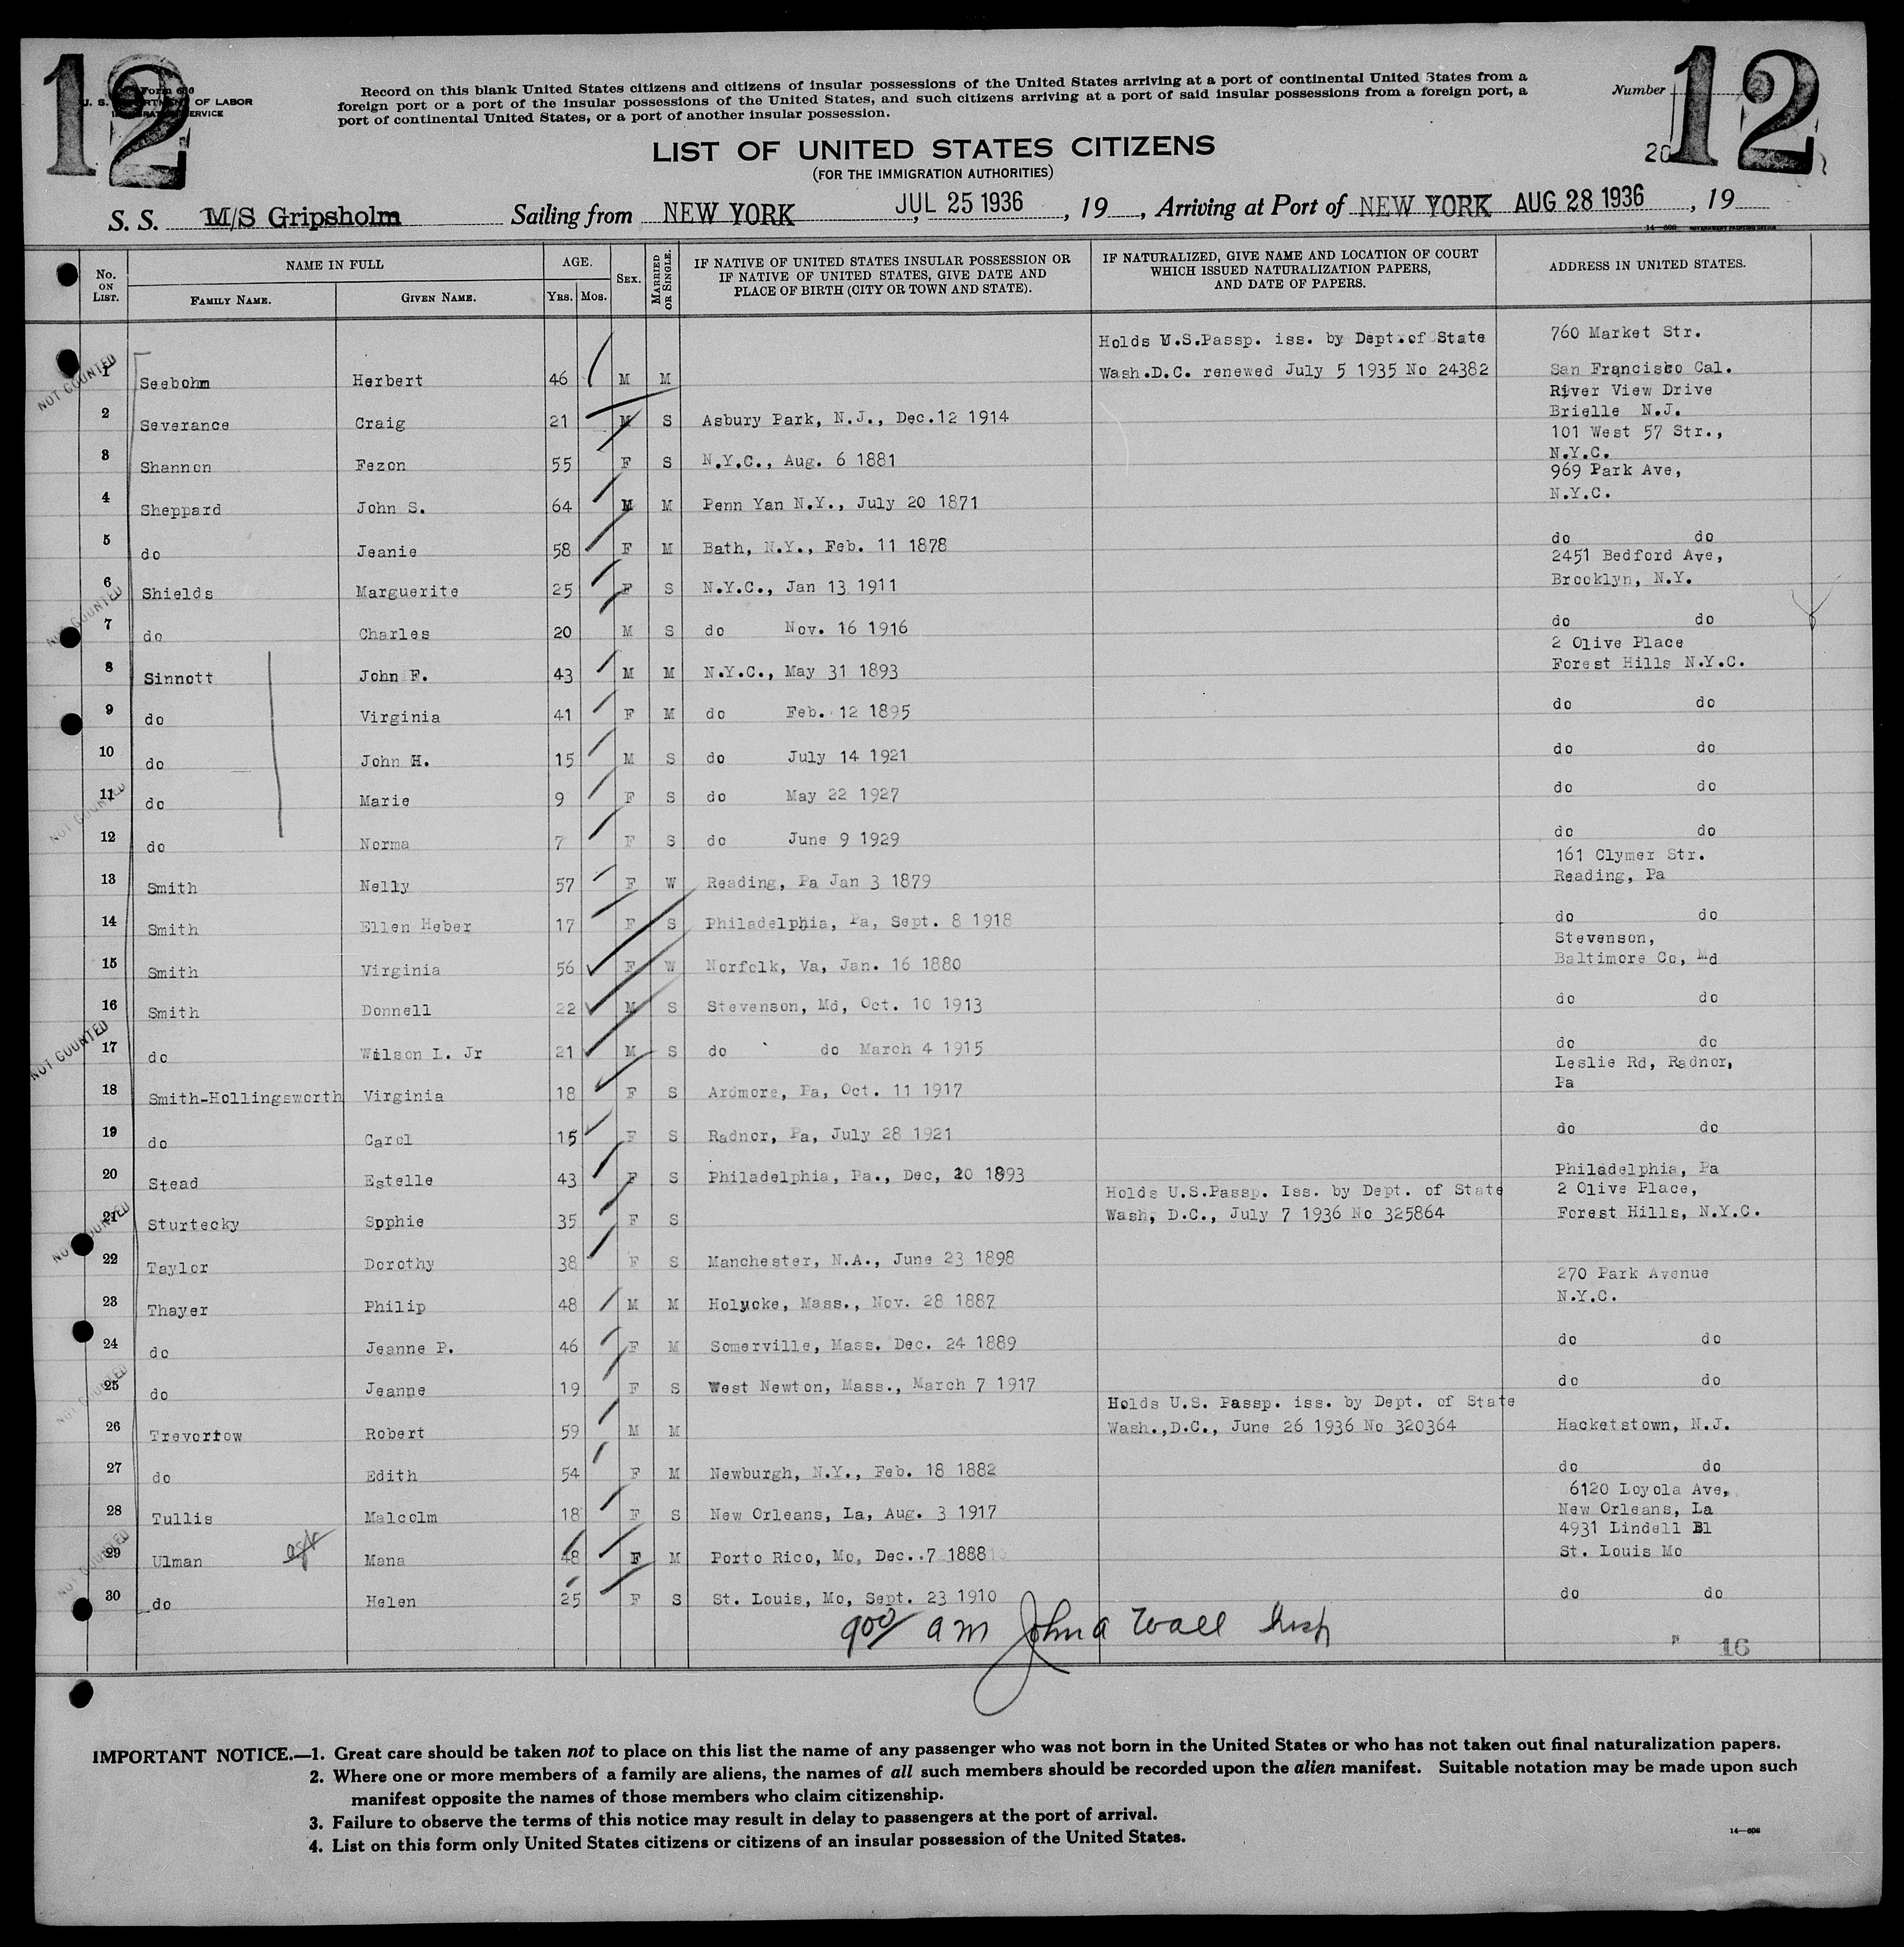 12
12
Form 630
U. S. DEPARTMENT OF LABOR
IMMIGRATION SERVICE
Record on this blank United States citizens and citizens of insular possessions of the United States arriving at a port of continental United States from a
foreign port or a port of the insular possessions of the United States, and such citizens arriving at a port of said insular possessions from a foreign port, a
port of continental United States, or a port of another insular possession.
Number
20
LIST OF UNITED STATES CITIZENS
(FOR THE IMMIGRATION AUTHORITIES)
S. S. M/S Gripsholm Sailing from NEW YORK JUL 25 1936, 19 , Arriving at Port of NEW YORK AUG 28 1936, 19
No. ON LIST. NAME IN FULL FAMILY NAME. GIVEN NAME. AGE. YRS. MOS. SEX. MARRIED OR SINGLE. IF NATIVE OF UNITED STATES INSULAR POSSESSION OR IF NATIVE OF UNITED STATES, GIVE DATE AND PLACE OF BIRTH (CITY OR TOWN AND STATE). IF NATURALIZED, GIVE NAME AND LOCATION OF COURT WHICH ISSUED NATURALIZATION PAPERS, AND DATE OF PAPERS. ADDRESS IN UNITED STATES.
Holds U.S.Passp. iss. by Dept.of State 760 Market Str.
NOT COUNTED
1 Seebohm Herbert 46 M M Wash.D.C. renewed July 5 1935 No 24382 San Francisco Cal.
River View Drive
2 Severance Craig 21 M S Asbury Park, N.J., Dec.12 1914 Brielle N.J.
101 West 57 Str.,
3 Shannon Fezon 55 F S N.Y.C., Aug. 6 1881 N.Y.C.
969 Park Ave,
4 Sheppard John S. 64 M M Penn Yan N.Y., July 20 1871 N.Y.C.
5 do Jeanie 58 F M Bath, N.Y., Feb. 11 1878 do do
2451 Bedford Ave,
6 Shields Marguerite 25 F S N.Y.C., Jan 13 1911 Brooklyn, N.Y.
NOT COUNTED
7 do Charles 20 M S do Nov. 16 1916 do do
2 Olive Place
8 Sinnott John F. 43 M M N.Y.C., May 31 1893 Forest Hills N.Y.C.
9 do Virginia 41 F M do Feb. 12 1895 do do
10 do John H. 15 M S do July 14 1921 do do
NOT COUNTED
11 do Marie 9 F S do May 22 1927 do do
12 do Norma 7 F S do June 9 1929 do do
161 Clymer Str.
13 Smith Nelly 57 F W Reading, Pa Jan 3 1879 Reading, Pa
14 Smith Ellen Heber 17 F S Philadelphia, Pa, Sept. 8 1918 do do
Stevenson,
15 Smith Virginia 56 F W Norfolk, Va, Jan. 16 1880 Baltimore Co, Md
16 Smith Donnell 22 M S Stevenson, Md, Oct. 10 1913 do do
NOT COUNTED
17 do Wilson L. Jr 21 M S do do March 4 1915 do do
Leslie Rd, Radnor,
18 Smith-Hollingsworth Virginia 18 F S Ardmore, Pa, Oct. 11 1917 Pa
19 do Carol 15 F S Radnor, Pa, July 28 1921 do do
20 Stead Estelle 43 F S Philadelphia, Pa., Dec, 20 1893 Philadelphia, Pa
Holds U.S.Passp. Iss. by Dept. of State 2 Olive Place,
NOT COUNTED
21 Sturtecky Spphie 35 F S Wash, D.C., July 7 1936 No 325864 Forest Hills, N.Y.C.
22 Taylor Dorothy 38 F S Manchester, N.A., June 23 1898
270 Park Avenue
23 Thayer Philip 48 M M Holyoke, Mass., Nov. 28 1887 N.Y.C.
24 do Jeanne P. 46 F M Somerville, Mass. Dec. 24 1889 do do
NOT COUNTED
25 do Jeanne 19 F S West Newton, Mass., March 7 1917 do do
Holds U.S. Passp. iss. by Dept. of State
26 Trevorrow Robert 59 M M Wash.,D.C., June 26 1936 No 320364 Hacketstown, N.J.
27 do Edith 54 F M Newburgh, N.Y., Feb. 18 1882 do do
6120 Loyola Ave,
28 Tullis Malcolm 18 F S New Orleans, La, Aug. 3 1917 New Orleans, La
4931 Lindell Bl
NOT COUNTED
29 Ulman Mana 48 F M Porto Rico, Mo, Dec. 7 1888 St. Louis Mo
30 do Helen 25 F S St. Louis, Mo, Sept. 23 1910 do do
900 am John A Wall Insp
16
IMPORTANT NOTICE.—1. Great care should be taken not to place on this list the name of any passenger who was not born in the United States or who has not taken out final naturalization papers.
2. Where one or more members of a family are aliens, the names of all such members should be recorded upon the alien manifest. Suitable notation may be made upon such
manifest opposite the names of those members who claim citizenship.
3. Failure to observe the terms of this notice may result in delay to passengers at the port of arrival.
4. List on this form only United States citizens or citizens of an insular possession of the United States.
14—698